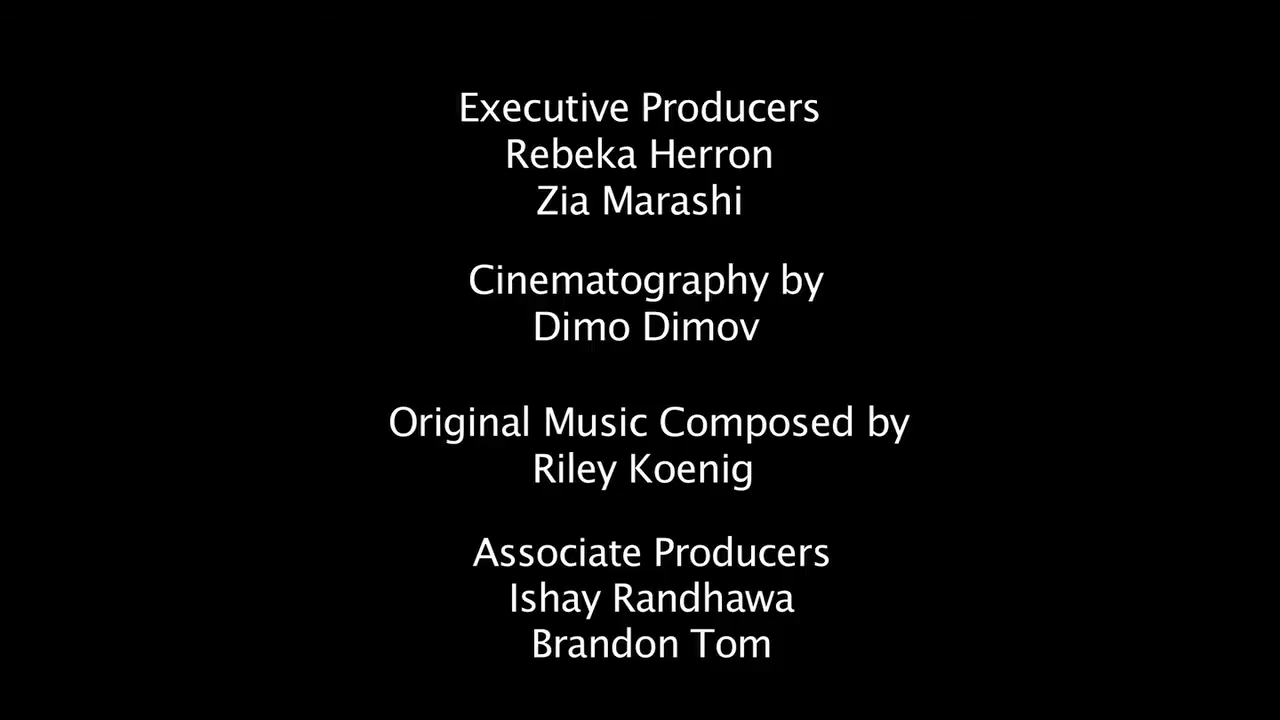 Executive Producers
Rebeka Herron
Zia Marashi
Cinematography by
Dimo Dimov
Original Music Composed by
Riley Koenig
Associate Producers
Ishay Randhawa
Brandon Tom